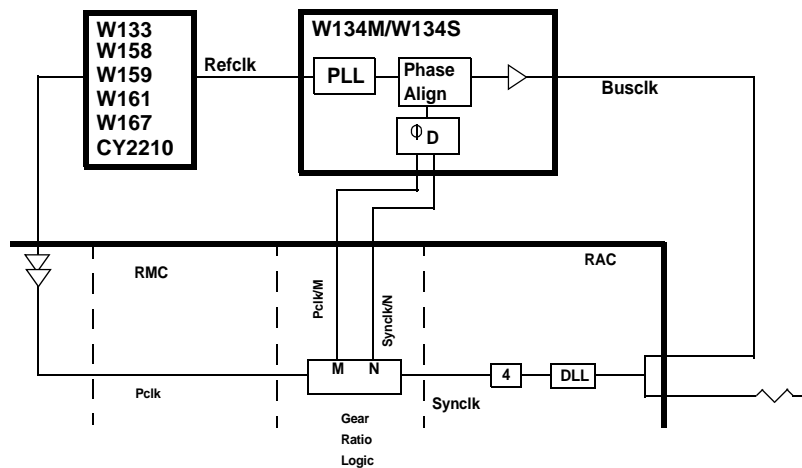 W133
W158
W159
W161
W167
CY2210
Refclk
W134M/W134S
PLL
Phase
Align
Φ D
Busclk
RMC
RAC
Pclk/M
Synclk/N
M N
4
DLL
Pclk
Synclk
Gear
Ratio
Logic